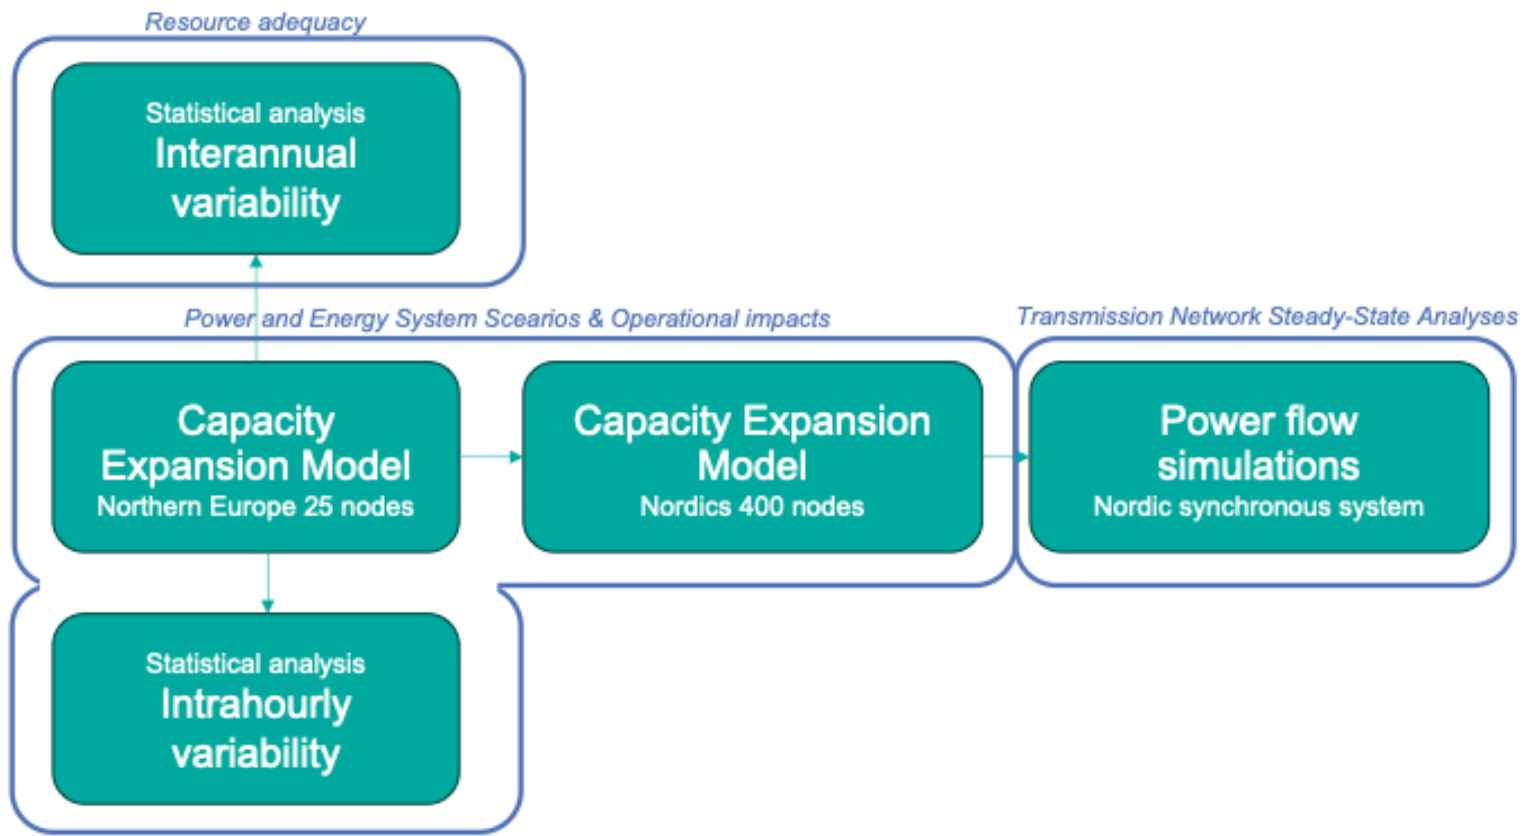 Resource adequacy
Statistical analysis
Interannual
variability
Power and Energy System Scearios & Operational impacts
Transmission Network Steady-State Analyses
Capacity
Expansion Model
Northern Europe 25 nodes
Capacity Expansion
Model
Nordics 400 nodes
Power flow
simulations
Nordic synchronous system
Statistical analysis
Intrahourly
variability